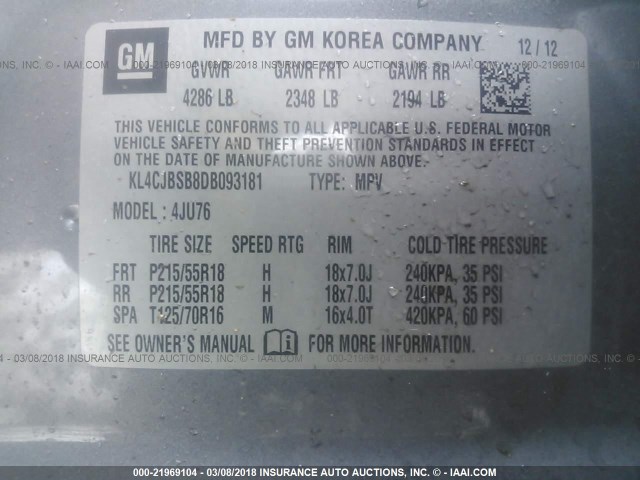 GM
MFD BY GM KOREA COMPANY 12/12
GVWR GAWR FRT GAWR RR
4286 LB 2348 LB 2194 LB
THIS VEHICLE CONFORMS TO ALL APPLICABLE U.S. FEDERAL MOTOR
VEHICLE SAFETY AND THEFT PREVENTION STANDARDS IN EFFECT
ON THE DATE OF MANUFACTURE SHOWN ABOVE.
KL4CJBSB8DB093181 TYPE: MPV
MODEL: 4JU76
TIRE SIZE SPEED RTG RIM COLD TIRE PRESSURE
FRT P215/55R18 H 18x7.0J 240KPA, 35 PSI
RR P215/55R18 H 18x7.0J 240KPA, 35 PSI
SPA T125/70R16 M 16x4.0T 420KPA, 60 PSI
SEE OWNER'S MANUAL FOR MORE INFORMATION.
000-21969104 - 03/08/2018 INSURANCE AUTO AUCTIONS - © - IAAI.COM